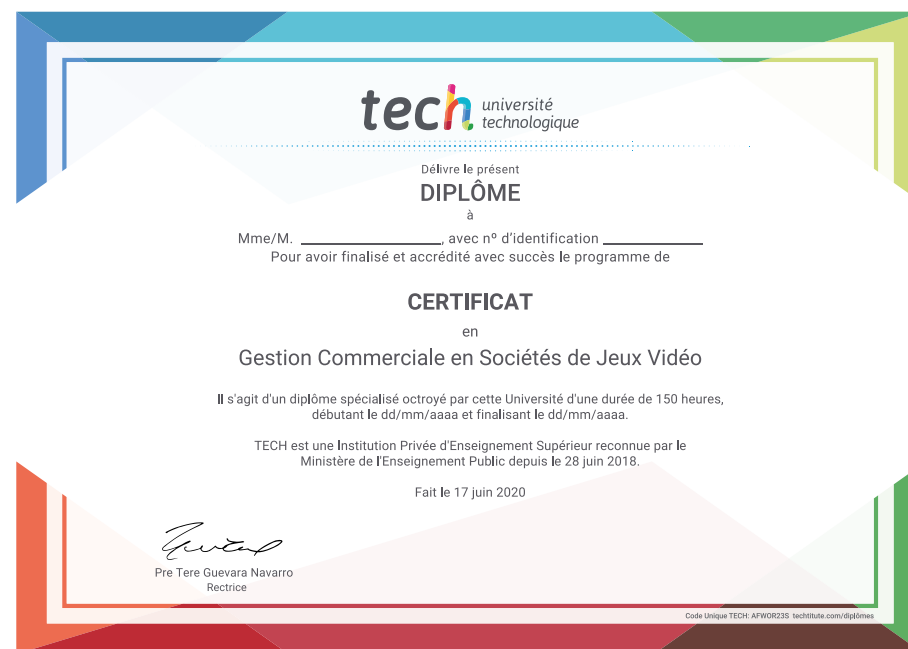 tech université
technologique
Délivre le présent
DIPLÔME
à
Mme/M. ____________________, avec nº d'identification ______________
Pour avoir finalisé et accrédité avec succès le programme de
CERTIFICAT
en
Gestion Commerciale en Sociétés de Jeux Vidéo
Il s'agit d'un diplôme spécialisé octroyé par cette Université d'une durée de 150 heures,
débutant le dd/mm/aaaa et finalisant le dd/mm/aaaa.
TECH est une Institution Privée d'Enseignement Supérieur reconnue par le
Ministère de l'Enseignement Public depuis le 28 juin 2018.
Fait le 17 juin 2020
Pre Tere Guevara Navarro
Rectrice
Code Unique TECH: AFWOR23S techtitute.com/diplômes